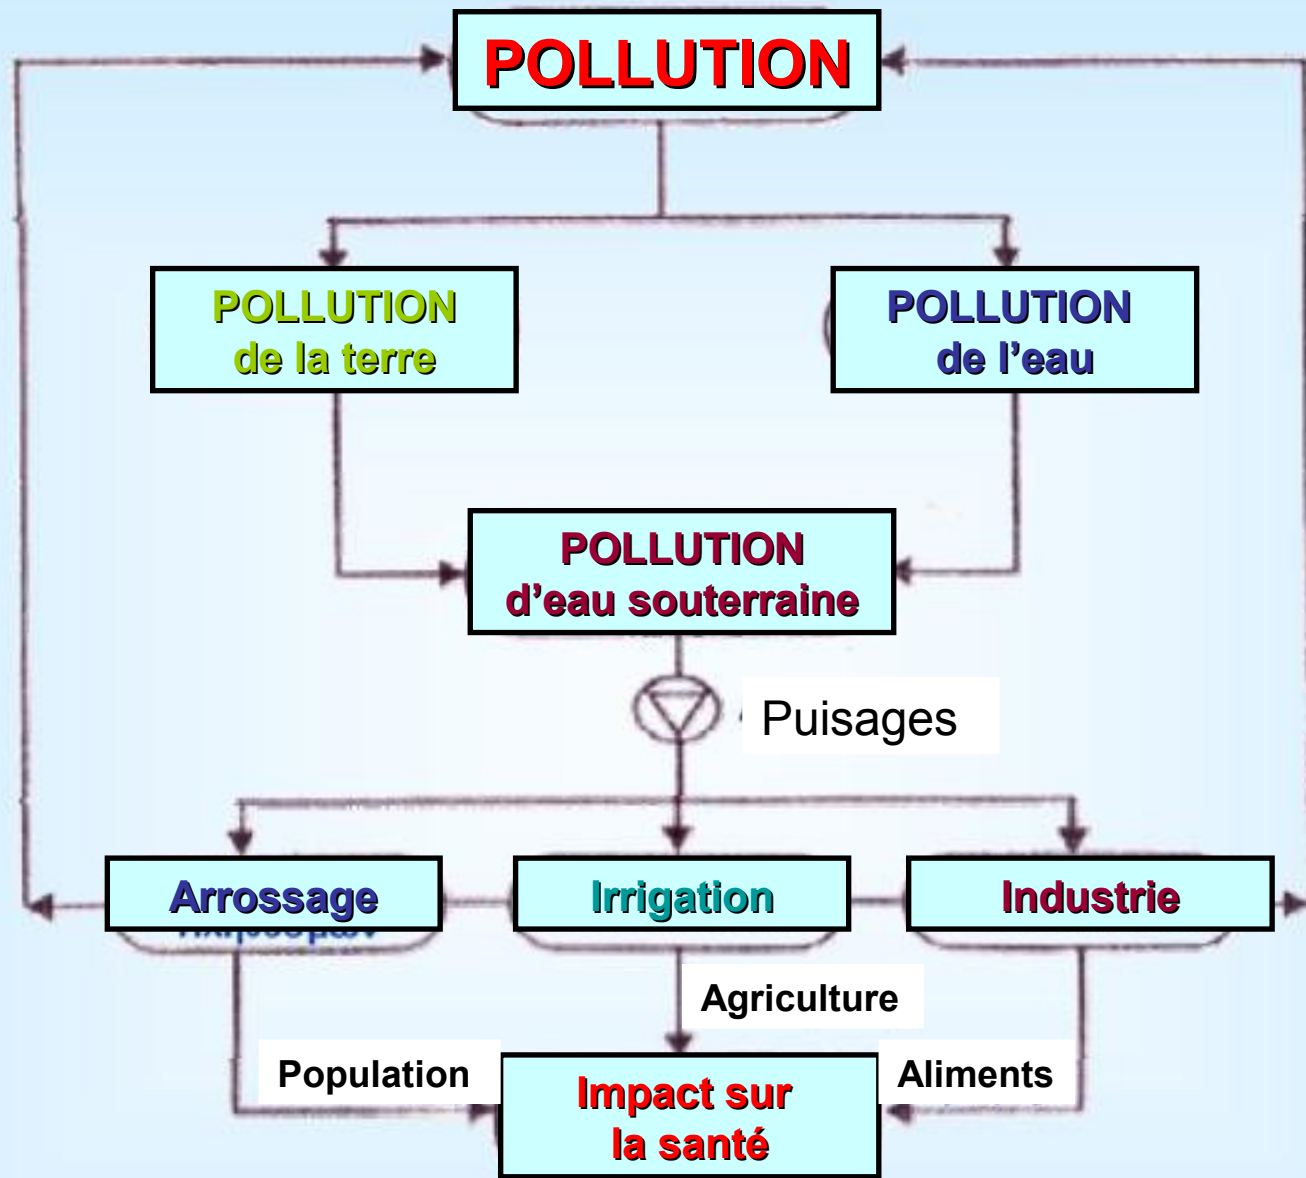 POLLUTION
POLLUTION
de la terre
POLLUTION
de l'eau
POLLUTION
d'eau souterraine
Puisages
Arrossage
Irrigation
Industrie
Agriculture
Population
Aliments
Impact sur
la santé